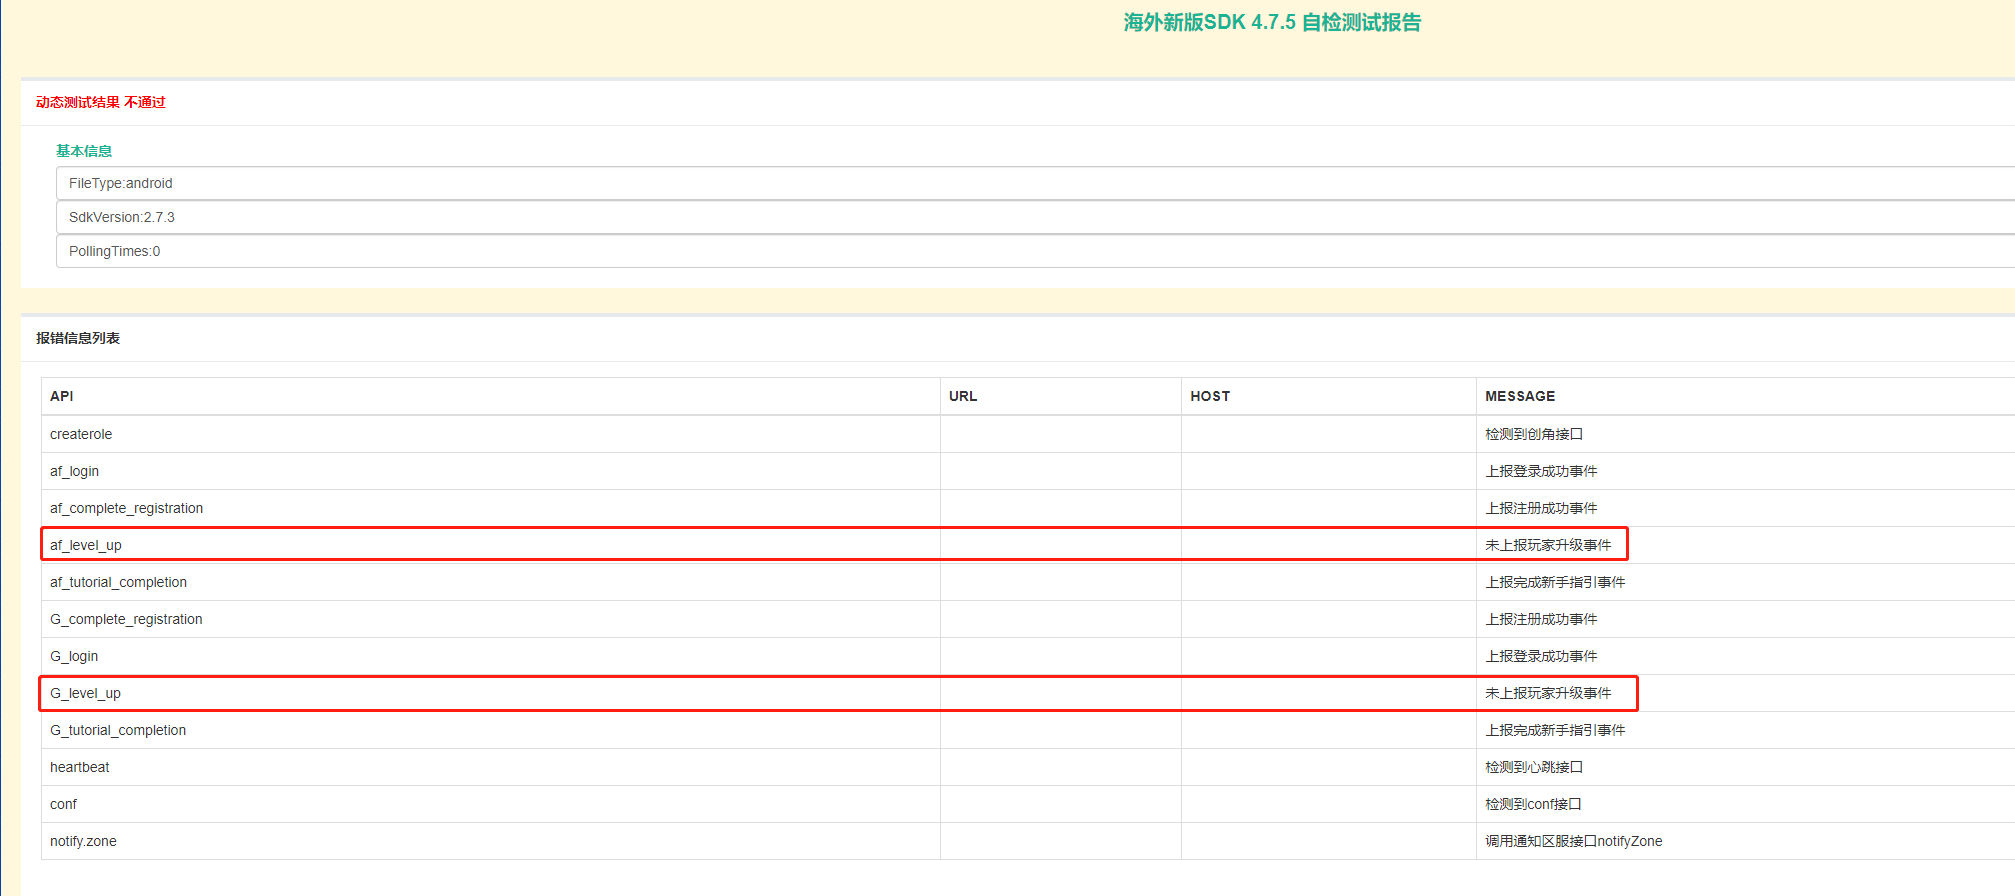 海外新版SDK 4.7.5 自检测试报告
动态测试结果 不通过
基本信息
FileType:android
SdkVersion:2.7.3
PollingTimes:0
报错信息列表
API URL HOST MESSAGE
createrole 检测到创角接口
af_login 上报登录成功事件
af_complete_registration 上报注册成功事件
af_level_up 未上报玩家升级事件
af_tutorial_completion 上报完成新手指引事件
G_complete_registration 上报注册成功事件
G_login 上报登录成功事件
G_level_up 未上报玩家升级事件
G_tutorial_completion 上报完成新手指引事件
heartbeat 检测到心跳接口
conf 检测到conf接口
notify.zone 调用通知区服接口notifyZone